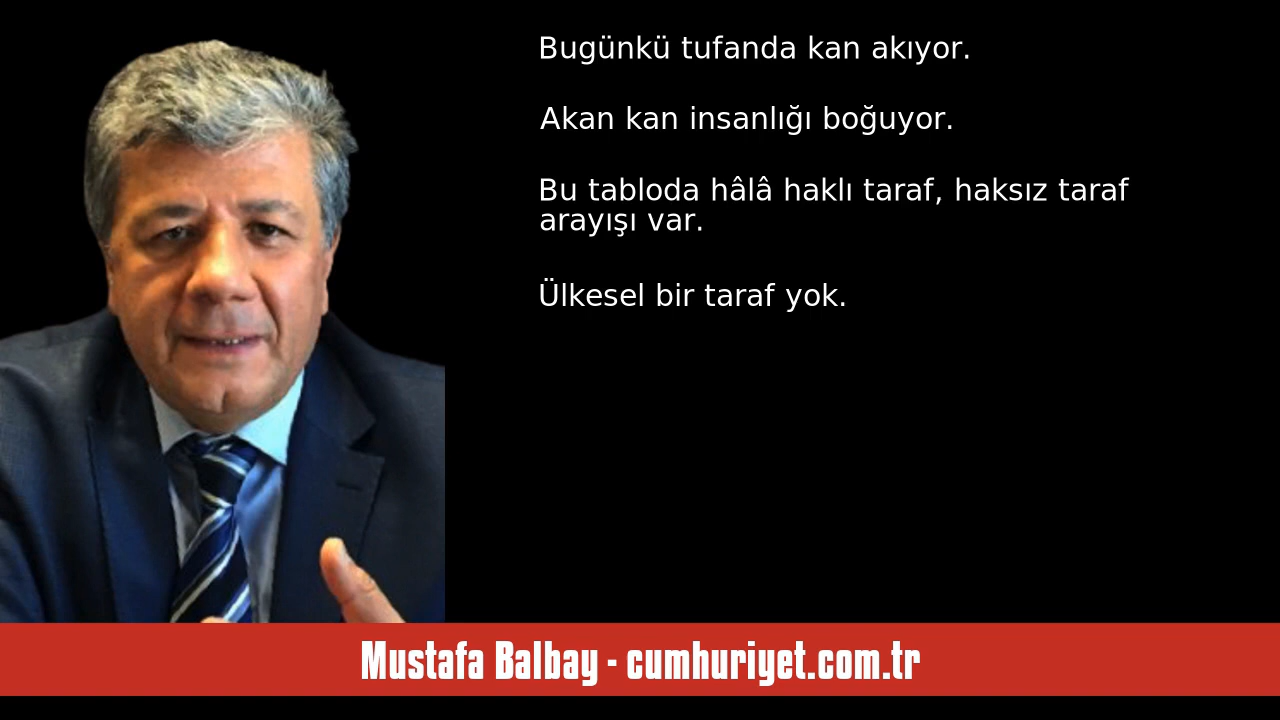 Bugünkü tufanda kan akıyor.
Akan kan insanlığı boğuyor.
Bu tabloda hâlâ haklı taraf, haksız taraf
arayışı var.
Ülkesel bir taraf yok.
Mustafa Balbay - cumhuriyet.com.tr